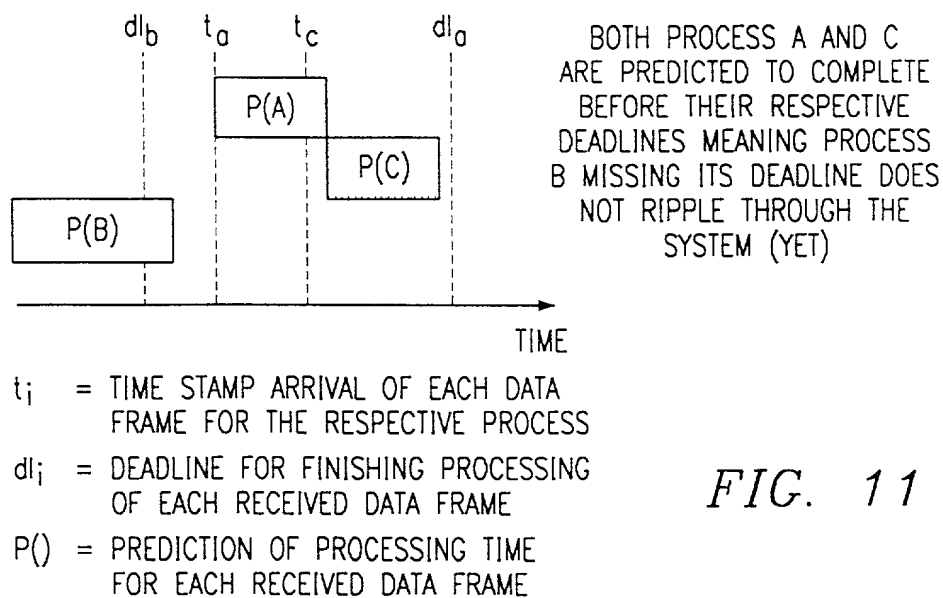 dl_b t_a t_c dl_a
P(A)
P(C)
P(B)
TIME
BOTH PROCESS A AND C
ARE PREDICTED TO COMPLETE
BEFORE THEIR RESPECTIVE
DEADLINES MEANING PROCESS
B MISSING ITS DEADLINE DOES
NOT RIPPLE THROUGH THE
SYSTEM (YET)
t_i = TIME STAMP ARRIVAL OF EACH DATA
FRAME FOR THE RESPECTIVE PROCESS
dl_i = DEADLINE FOR FINISHING PROCESSING
OF EACH RECEIVED DATA FRAME
P() = PREDICTION OF PROCESSING TIME
FOR EACH RECEIVED DATA FRAME
FIG. 11